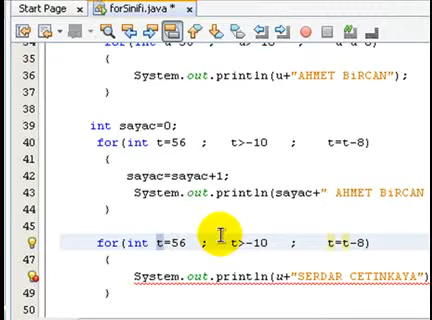 Start Page
forSinifi.java *
35 {
36 System.out.println(u+"AHMET BiRCAN");
37 }
38
39 int sayac=0;
40 for(int t=56 ; t>-10 ; t=t-8)
41 {
42 sayac=sayac+1;
43 System.out.println(sayac+" AHMET BiRCAN
44 }
45
46 for(int t=56 ; t>-10 ; t=t-8)
47 {
System.out.println(u+"SERDAR CETINKAYA")
49 }
50